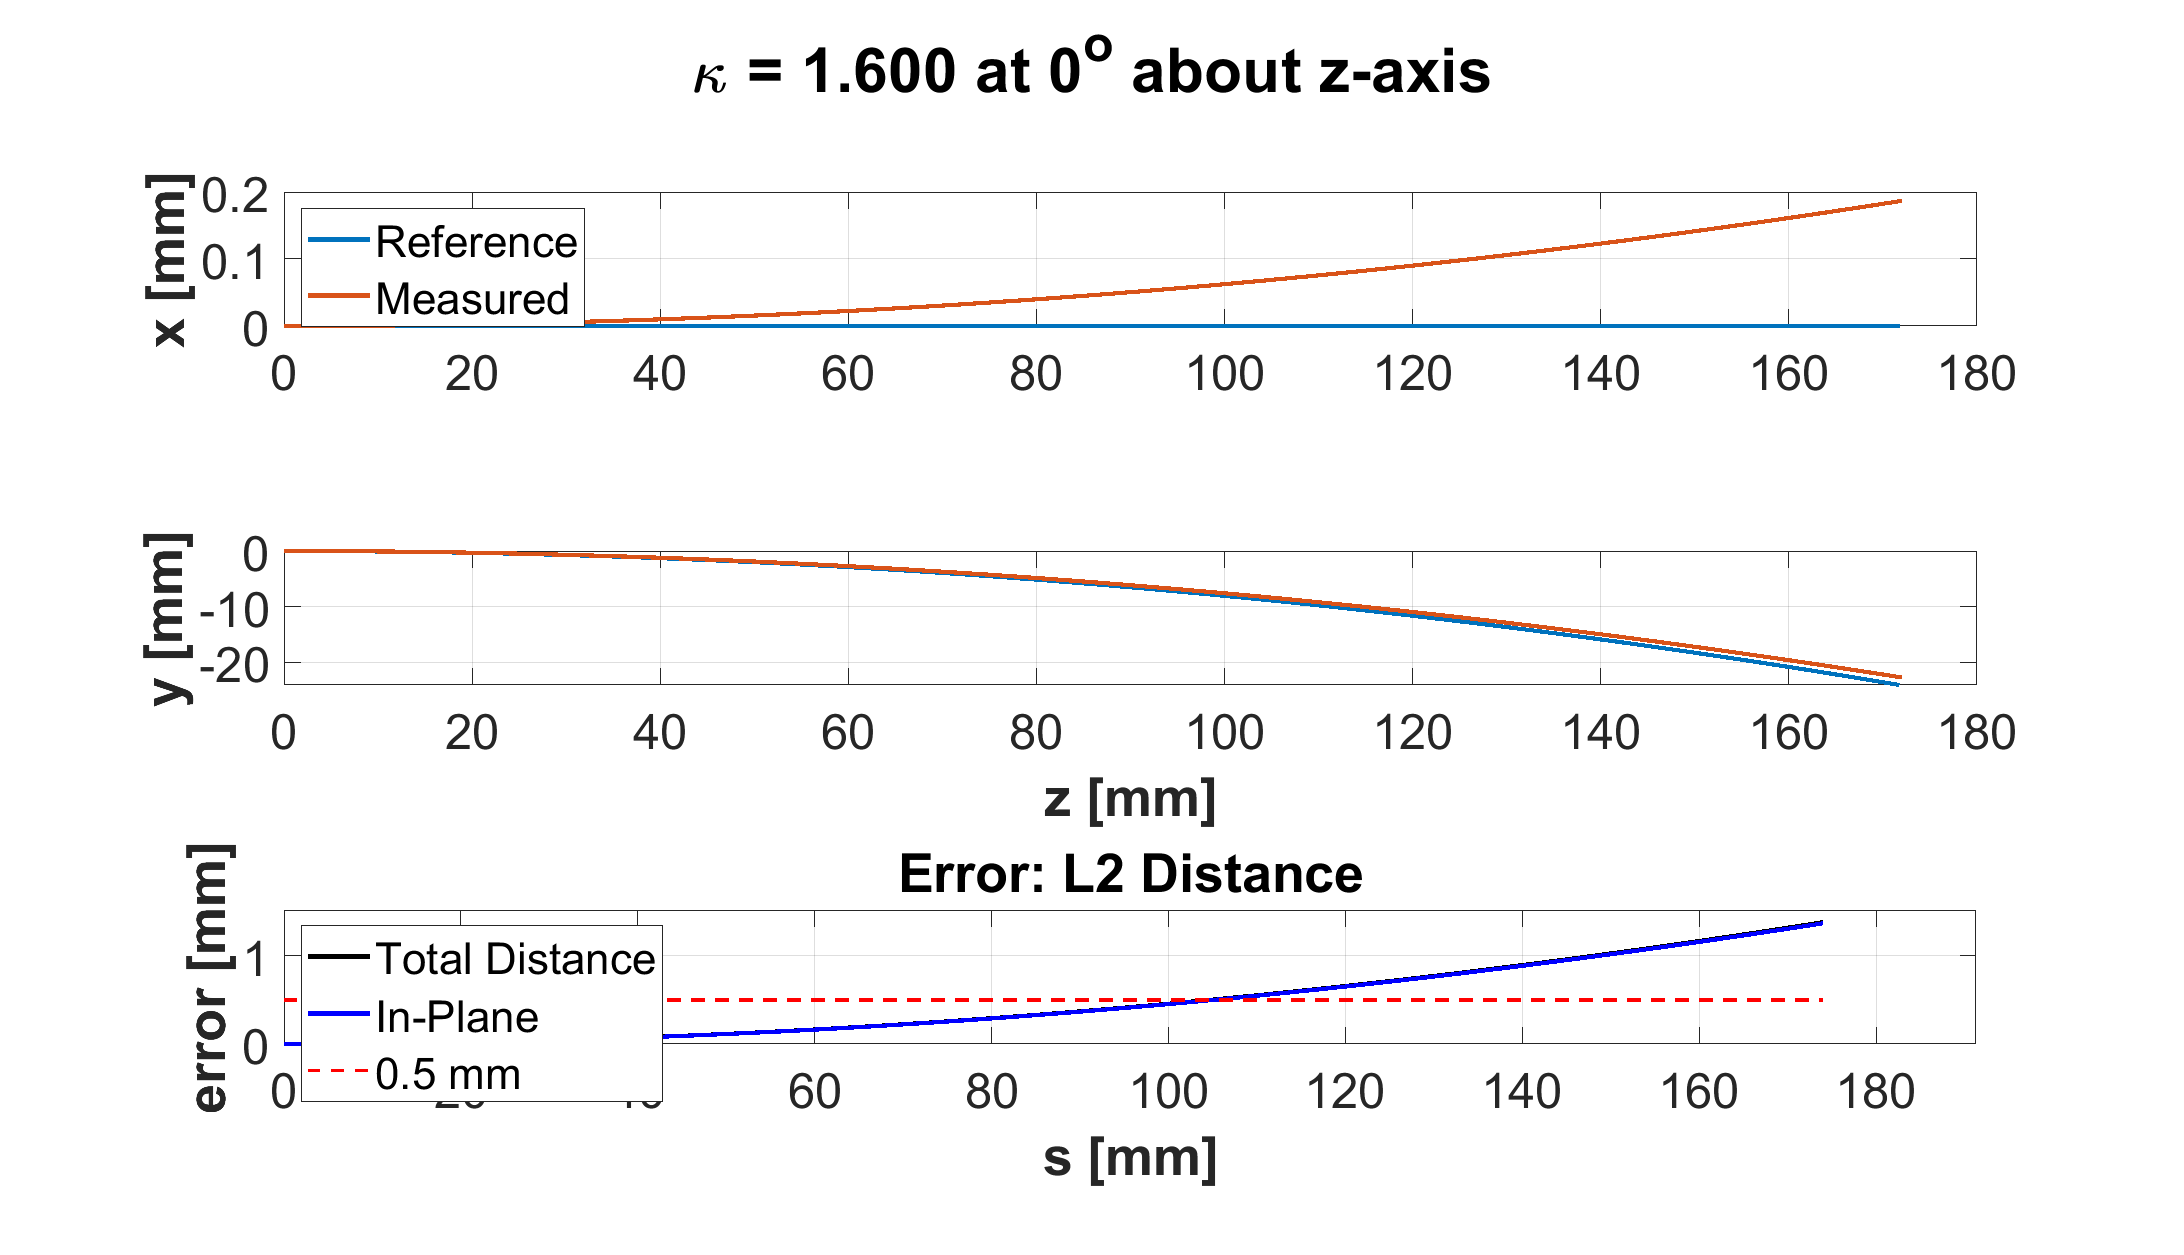 κ = 1.600 at 0° about z-axis
x [mm]
0.2
0.1
0
Reference
Measured
0 20 40 60 80 100 120 140 160 180
y [mm]
0
-10
-20
0 20 40 60 80 100 120 140 160 180
z [mm]
Error: L2 Distance
error [mm]
1
0
Total Distance
In-Plane
0.5 mm
0 20 40 60 80 100 120 140 160 180
s [mm]